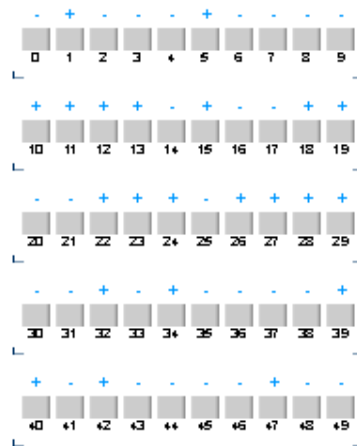 - + - - - + - - - -
0 1 2 3 4 5 6 7 8 9
+ + + + - + - - + +
10 11 12 13 14 15 16 17 18 19
- - + + + - + + + +
20 21 22 23 24 25 26 27 28 29
- - + - + - - - - +
30 31 32 33 34 35 36 37 38 39
+ - + - - - - + - -
40 41 42 43 44 45 46 47 48 49